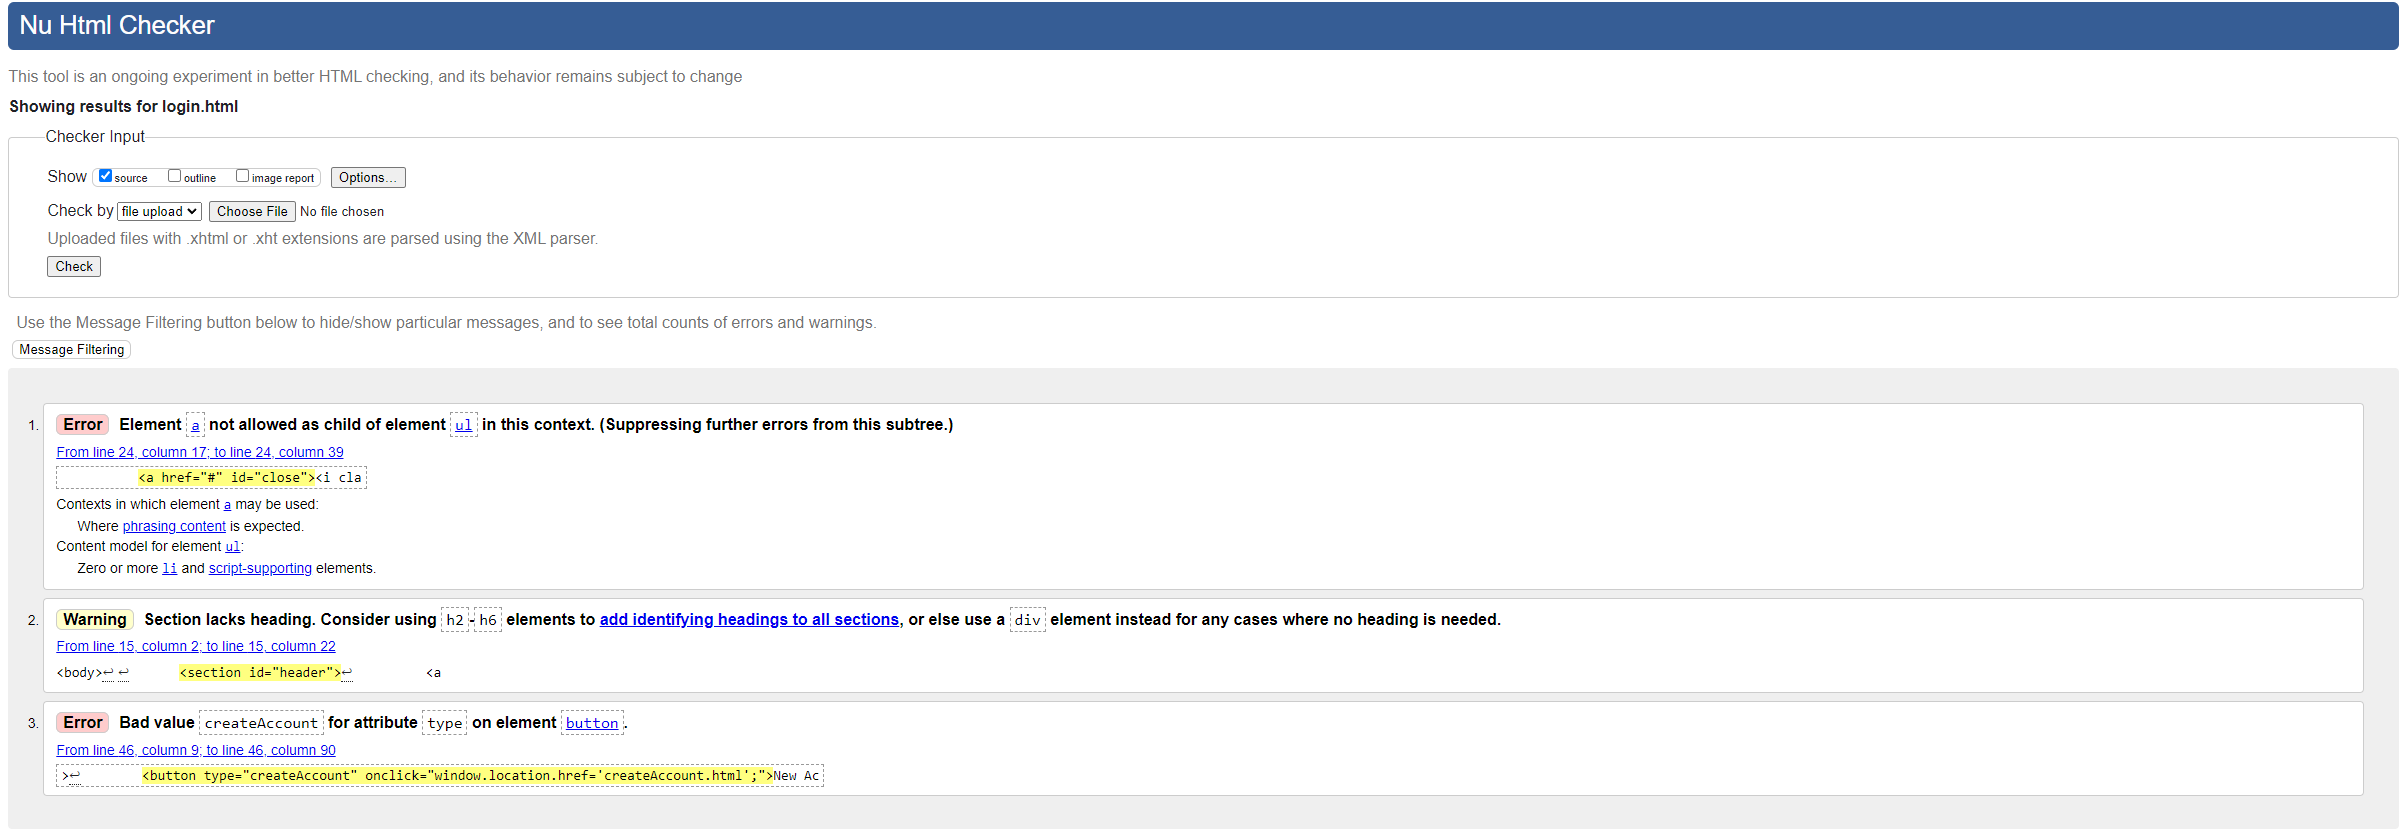 Nu Html Checker
This tool is an ongoing experiment in better HTML checking, and its behavior remains subject to change
Showing results for login.html
Checker Input
Show source outline image report Options...
Check by file upload Choose File No file chosen
Uploaded files with .xhtml or .xht extensions are parsed using the XML parser.
Check
Use the Message Filtering button below to hide/show particular messages, and to see total counts of errors and warnings.
Message Filtering
1. Error Element a not allowed as child of element ul in this context. (Suppressing further errors from this subtree.)
From line 24, column 17; to line 24, column 39
<a href="#" id="close"><i cla
Contexts in which element a may be used:
Where phrasing content is expected.
Content model for element ul:
Zero or more li and script-supporting elements.
2. Warning Section lacks heading. Consider using h2-h6 elements to add identifying headings to all sections, or else use a div element instead for any cases where no heading is needed.
From line 15, column 2; to line 15, column 22
<body>↩ ↩ <section id="header">↩ <a
3. Error Bad value createAccount for attribute type on element button.
From line 46, column 9; to line 46, column 90
>↩ <button type="createAccount" onclick="window.location.href='createAccount.html';">New Ac